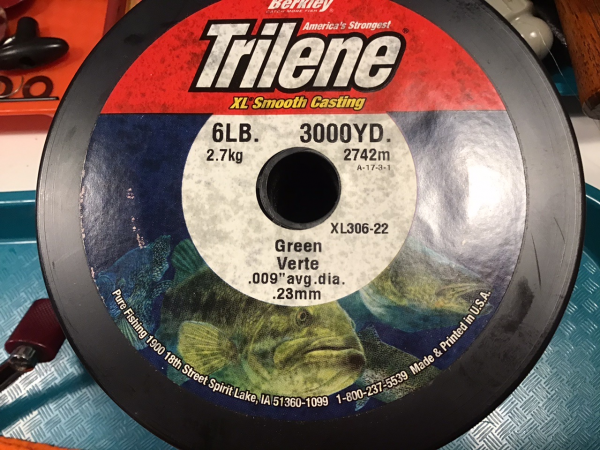 Berkley
America's Strongest
Trilene
XL Smooth Casting
6LB. 3000YD.
2.7kg 2742m
A-17-3-1
XL306-22
Green
Verte
.009" avg.dia.
.23mm
Pure Fishing 1900 18th Street Spirit Lake, IA 51360-1099 1-800-237-5539 Made & Printed in U.S.A.